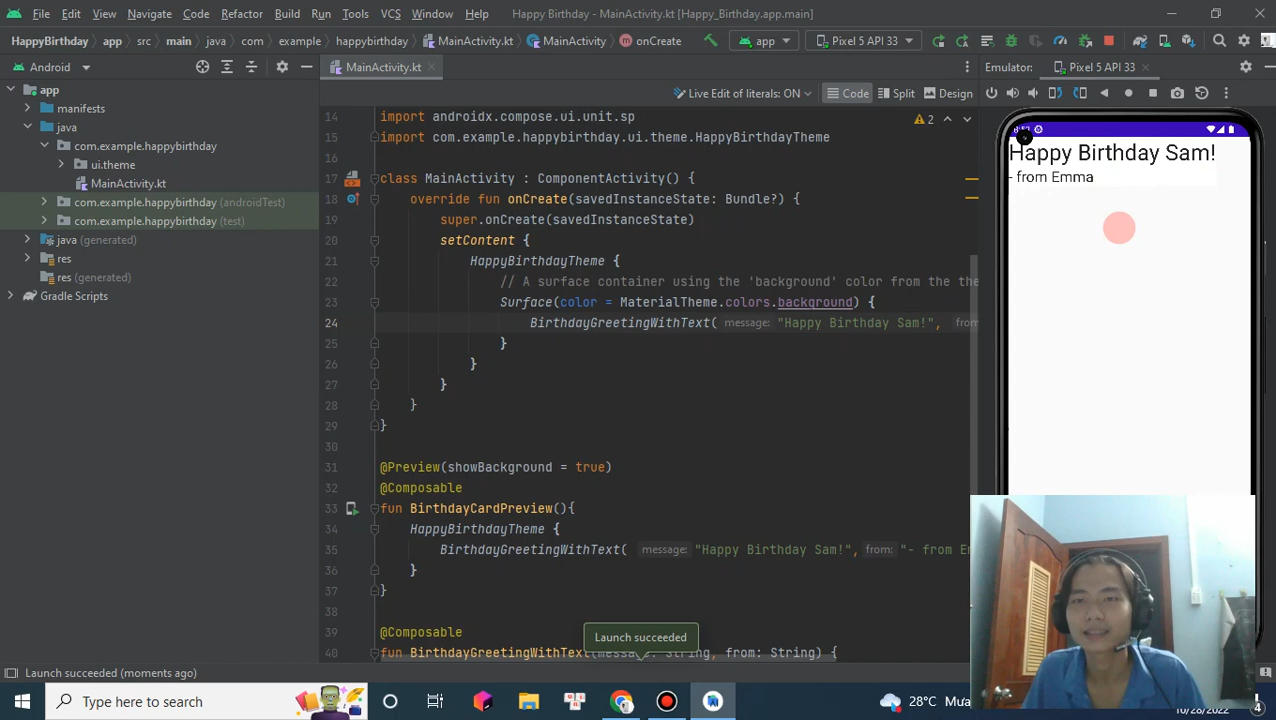 File Edit View Navigate Code Refactor Build Run Tools VCS Window Help Happy Birthday - MainActivity.kt [Happy_Birthday.app.main]
HappyBirthday app src main java com example happybirthday MainActivity.kt MainActivity onCreate app Pixel 5 API 33
Android
MainActivity.kt
Emulator: Pixel 5 API 33
Live Edit of literals: ON Code Split Design
app
manifests
java
com.example.happybirthday
ui.theme
MainActivity.kt
com.example.happybirthday (androidTest)
com.example.happybirthday (test)
java (generated)
res
res (generated)
Gradle Scripts
2
14 import androidx.compose.ui.unit.sp
15 import com.example.happybirthday.ui.theme.HappyBirthdayTheme
16
17 class MainActivity : ComponentActivity() {
18 override fun onCreate(savedInstanceState: Bundle?) {
19 super.onCreate(savedInstanceState)
20 setContent {
21 HappyBirthdayTheme {
22 // A surface container using the 'background' color from the the
23 Surface(color = MaterialTheme.colors.background) {
24 BirthdayGreetingWithText( message: "Happy Birthday Sam!", from
25 }
26 }
27 }
28 }
29 }
30
31 @Preview(showBackground = true)
32 @Composable
33 fun BirthdayCardPreview(){
34 HappyBirthdayTheme {
35 BirthdayGreetingWithText( message: "Happy Birthday Sam!", from: "- from Em
36 }
37 }
38
39 @Composable
40 fun BirthdayGreetingWithText(message: String, from: String) {
Happy Birthday Sam!
- from Emma
Launch succeeded
Launch succeeded (moments ago)
Type here to search
28°C Mưa
10/28/2022
4